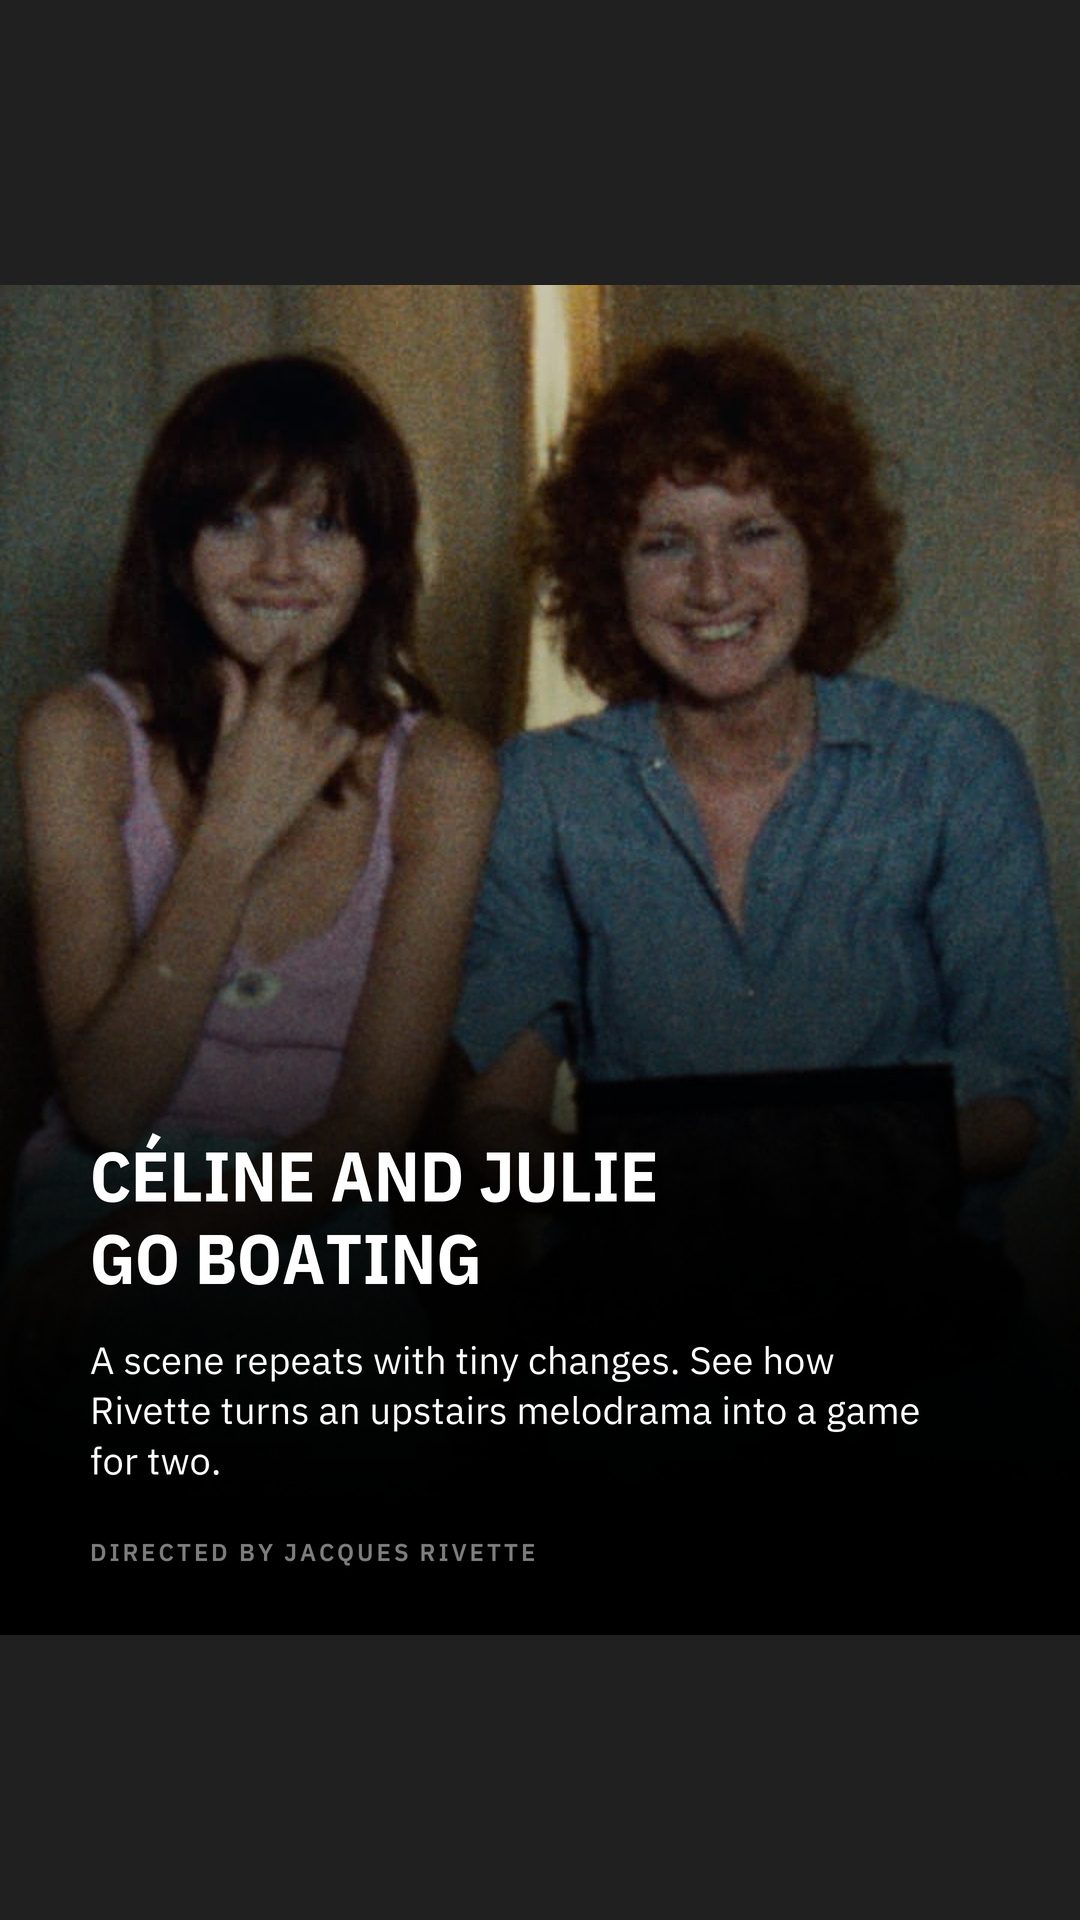 CÉLINE AND JULIE
GO BOATING
A scene repeats with tiny changes. See how
Rivette turns an upstairs melodrama into a game
for two.
DIRECTED BY JACQUES RIVETTE